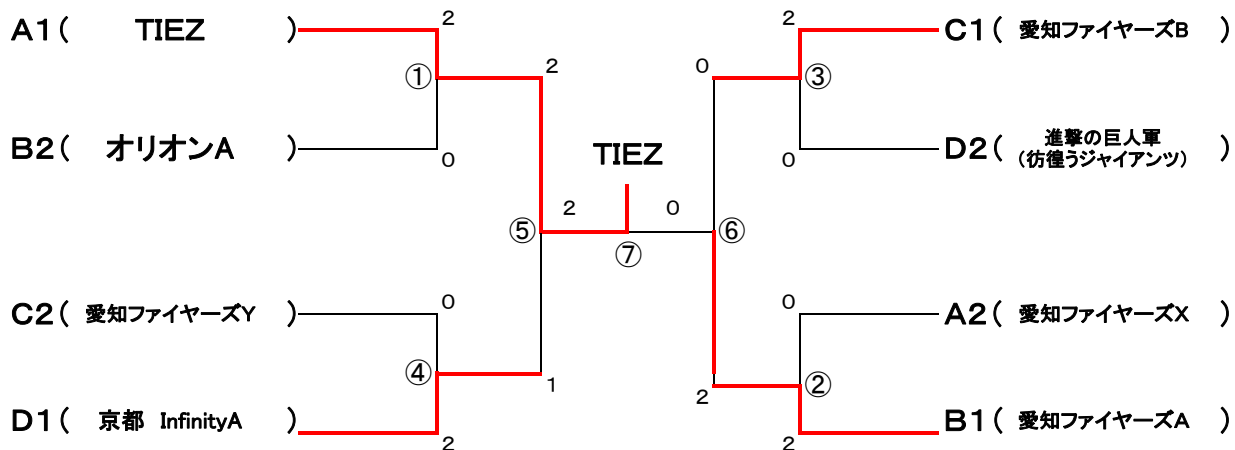 A1( TIEZ )
2
2
C1( 愛知ファイヤーズB )
①
2
0
③
B2( オリオンA )
0
TIEZ
0
D2( 進撃の巨人軍
(彷徨うジャイアンツ) )
⑤
2
0
⑥
⑦
C2( 愛知ファイヤーズY )
0
0
A2( 愛知ファイヤーズX )
④
1
2
②
D1( 京都 InfinityA )
2
2
B1( 愛知ファイヤーズA )